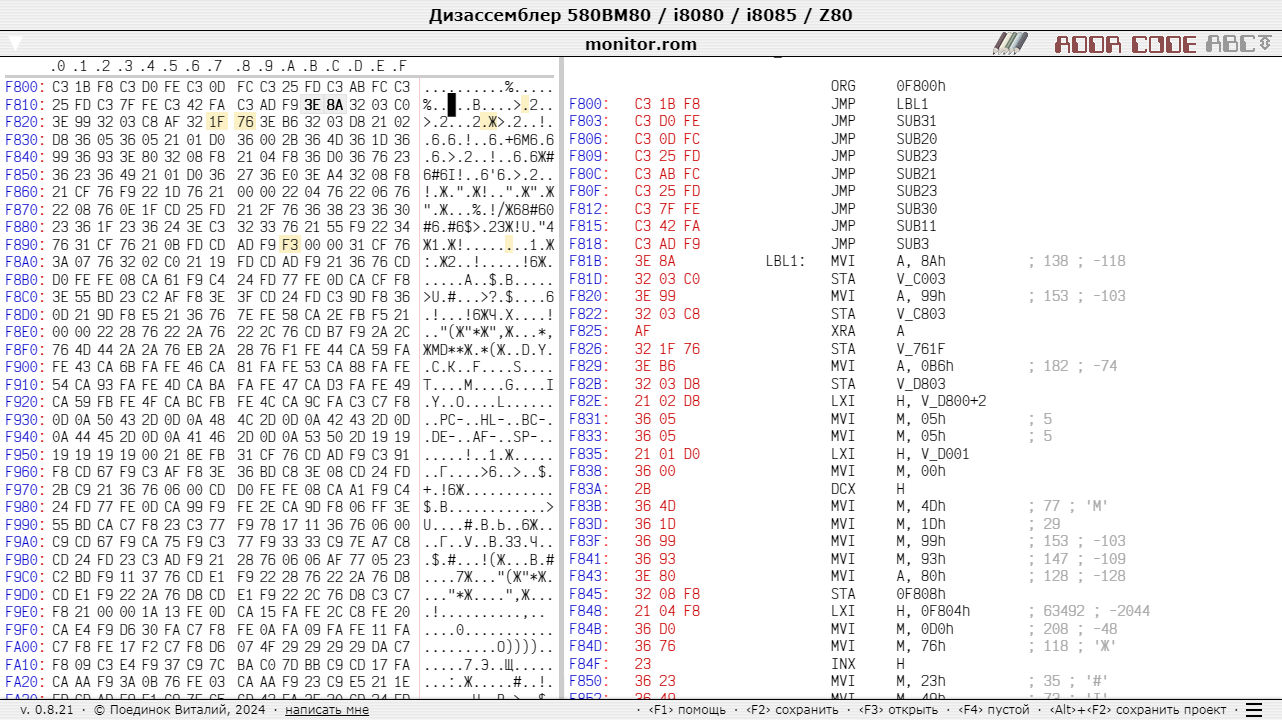 Дизассемблер 580ВМ80 / i8080 / i8085 / Z80
monitor.rom
ADDR CODE ABC
.0 .1 .2 .3 .4 .5 .6 .7 .8 .9 .A .B .C .D .E .F
F800: C3 1B F8 C3 D0 FE C3 0D FC C3 25 FD C3 AB FC C3 ..........%.....
F810: 25 FD C3 7F FE C3 42 FA C3 AD F9 3E 8A 32 03 C0 %.. ..B....>.2..
F820: 3E 99 32 03 C8 AF 32 1F 76 3E B6 32 03 D8 21 02 >.2...2.Ж>.2..!.
F830: D8 36 05 36 05 21 01 D0 36 00 2B 36 4D 36 1D 36 .6.6.!..6.+6M6.6
F840: 99 36 93 3E 80 32 08 F8 21 04 F8 36 D0 36 76 23 .6.>.2..!..6.6Ж#
F850: 36 23 36 49 21 01 D0 36 27 36 E0 3E A4 32 08 F8 6#6I!..6'6.>.2..
F860: 21 CF 76 F9 22 1D 76 21 00 00 22 04 76 22 06 76 !.Ж.".Ж!..".Ж".Ж
F870: 22 08 76 0E 1F CD 25 FD 21 2F 76 36 38 23 36 30 ".Ж...%.!/Ж68#60
F880: 23 36 1F 23 36 24 3E C3 32 33 76 21 55 F9 22 34 #6.#6$>.23Ж!U."4
F890: 76 31 CF 76 21 0B FD CD AD F9 F3 00 00 31 CF 76 Ж1.Ж!........1.Ж
F8A0: 3A 07 76 32 02 C0 21 19 FD CD AD F9 21 36 76 CD :.Ж2..!.....!6Ж.
F8B0: D0 FE FE 08 CA 61 F9 C4 24 FD 77 FE 0D CA CF F8 .....А..$.В.....
F8C0: 3E 55 BD 23 C2 AF F8 3E 3F CD 24 FD C3 9D F8 36 >U.#...>?.$....6
F8D0: 0D 21 9D F8 E5 21 36 76 7E FE 58 CA 2E FB F5 21 .!...!6ЖЧ.X....!
F8E0: 00 00 22 28 76 22 2A 76 22 2C 76 CD B7 F9 2A 2C .."(Ж"*Ж",Ж...*,
F8F0: 76 4D 44 2A 2A 76 EB 2A 28 76 F1 FE 44 CA 59 FA ЖMD**Ж.*(Ж..D.Y.
F900: FE 43 CA 6B FA FE 46 CA 81 FA FE 53 CA 88 FA FE .C.К..F....S....
F910: 54 CA 93 FA FE 4D CA BA FA FE 47 CA D3 FA FE 49 T....M....G....I
F920: CA 59 FB FE 4F CA BC FB FE 4C CA 9C FA C3 C7 F8 .Y..O....L......
F930: 0D 0A 50 43 2D 0D 0A 48 4C 2D 0D 0A 42 43 2D 0D ..PC-..HL-..BC-.
F940: 0A 44 45 2D 0D 0A 41 46 2D 0D 0A 53 50 2D 19 19 .DE-..AF-..SP-..
F950: 19 19 19 19 00 21 8E FB 31 CF 76 CD AD F9 C3 91 .....!..1.Ж.....
F960: F8 CD 67 F9 C3 AF F8 3E 36 BD C8 3E 08 CD 24 FD ..Г....>6..>..$.
F970: 2B C9 21 36 76 06 00 CD D0 FE FE 08 CA A1 F9 C4 +.!6Ж...........
F980: 24 FD 77 FE 0D CA 99 F9 FE 2E CA 9D F8 06 FF 3E $.В............>
F990: 55 BD CA C7 F8 23 C3 77 F9 78 17 11 36 76 06 00 U....#.В.Ь..6Ж..
F9A0: C9 CD 67 F9 CA 75 F9 C3 77 F9 33 33 C9 7E A7 C8 ..Г..У..В.33.Ч..
F9B0: CD 24 FD 23 C3 AD F9 21 28 76 06 06 AF 77 05 23 .$.#...!(Ж...В.#
F9C0: C2 BD F9 11 37 76 CD E1 F9 22 28 76 22 2A 76 D8 ....7Ж..."(Ж"*Ж.
F9D0: CD E1 F9 22 2A 76 D8 CD E1 F9 22 2C 76 D8 C3 C7 ..."*Ж....",Ж...
F9E0: F8 21 00 00 1A 13 FE 0D CA 15 FA FE 2C C8 FE 20 .!..........,.. 
F9F0: CA E4 F9 D6 30 FA C7 F8 FE 0A FA 09 FA FE 11 FA ....0...........
FA00: C7 F8 FE 17 F2 C7 F8 D6 07 4F 29 29 29 29 DA C7 .........O))))..
FA10: F8 09 C3 E4 F9 37 C9 7C BA C0 7D BB C9 CD 17 FA .....7.Э..Щ.....
FA20: CA AA F9 3A 0B 76 FE 03 CA AA F9 23 C9 E5 21 1E ...:.Ж.....#..!.
ORG 0F800h
F800: C3 1B F8 JMP LBL1
F803: C3 D0 FE JMP SUB31
F806: C3 0D FC JMP SUB20
F809: C3 25 FD JMP SUB23
F80C: C3 AB FC JMP SUB21
F80F: C3 25 FD JMP SUB23
F812: C3 7F FE JMP SUB30
F815: C3 42 FA JMP SUB11
F818: C3 AD F9 JMP SUB3
F81B: 3E 8A LBL1: MVI A, 8Ah ; 138 ; -118
F81D: 32 03 C0 STA V_C003
F820: 3E 99 MVI A, 99h ; 153 ; -103
F822: 32 03 C8 STA V_C803
F825: AF XRA A
F826: 32 1F 76 STA V_761F
F829: 3E B6 MVI A, 0B6h ; 182 ; -74
F82B: 32 03 D8 STA V_D803
F82E: 21 02 D8 LXI H, V_D800+2
F831: 36 05 MVI M, 05h ; 5
F833: 36 05 MVI M, 05h ; 5
F835: 21 01 D0 LXI H, V_D001
F838: 36 00 MVI M, 00h
F83A: 2B DCX H
F83B: 36 4D MVI M, 4Dh ; 77 ; 'M'
F83D: 36 1D MVI M, 1Dh ; 29
F83F: 36 99 MVI M, 99h ; 153 ; -103
F841: 36 93 MVI M, 93h ; 147 ; -109
F843: 3E 80 MVI A, 80h ; 128 ; -128
F845: 32 08 F8 STA 0F808h
F848: 21 04 F8 LXI H, 0F804h ; 63492 ; -2044
F84B: 36 D0 MVI M, 0D0h ; 208 ; -48
F84D: 36 76 MVI M, 76h ; 118 ; 'Ж'
F84F: 23 INX H
F850: 36 23 MVI M, 23h ; 35 ; '#'
F852: 36 49 MVI M, 49h ; 73 ; 'I'
v. 0.8.21 · © Поединок Виталий, 2024 · написать мне · ‹F1› помощь · ‹F2› сохранить · ‹F3› открыть · ‹F4› пустой · ‹Alt›+‹F2› сохранить проект ·